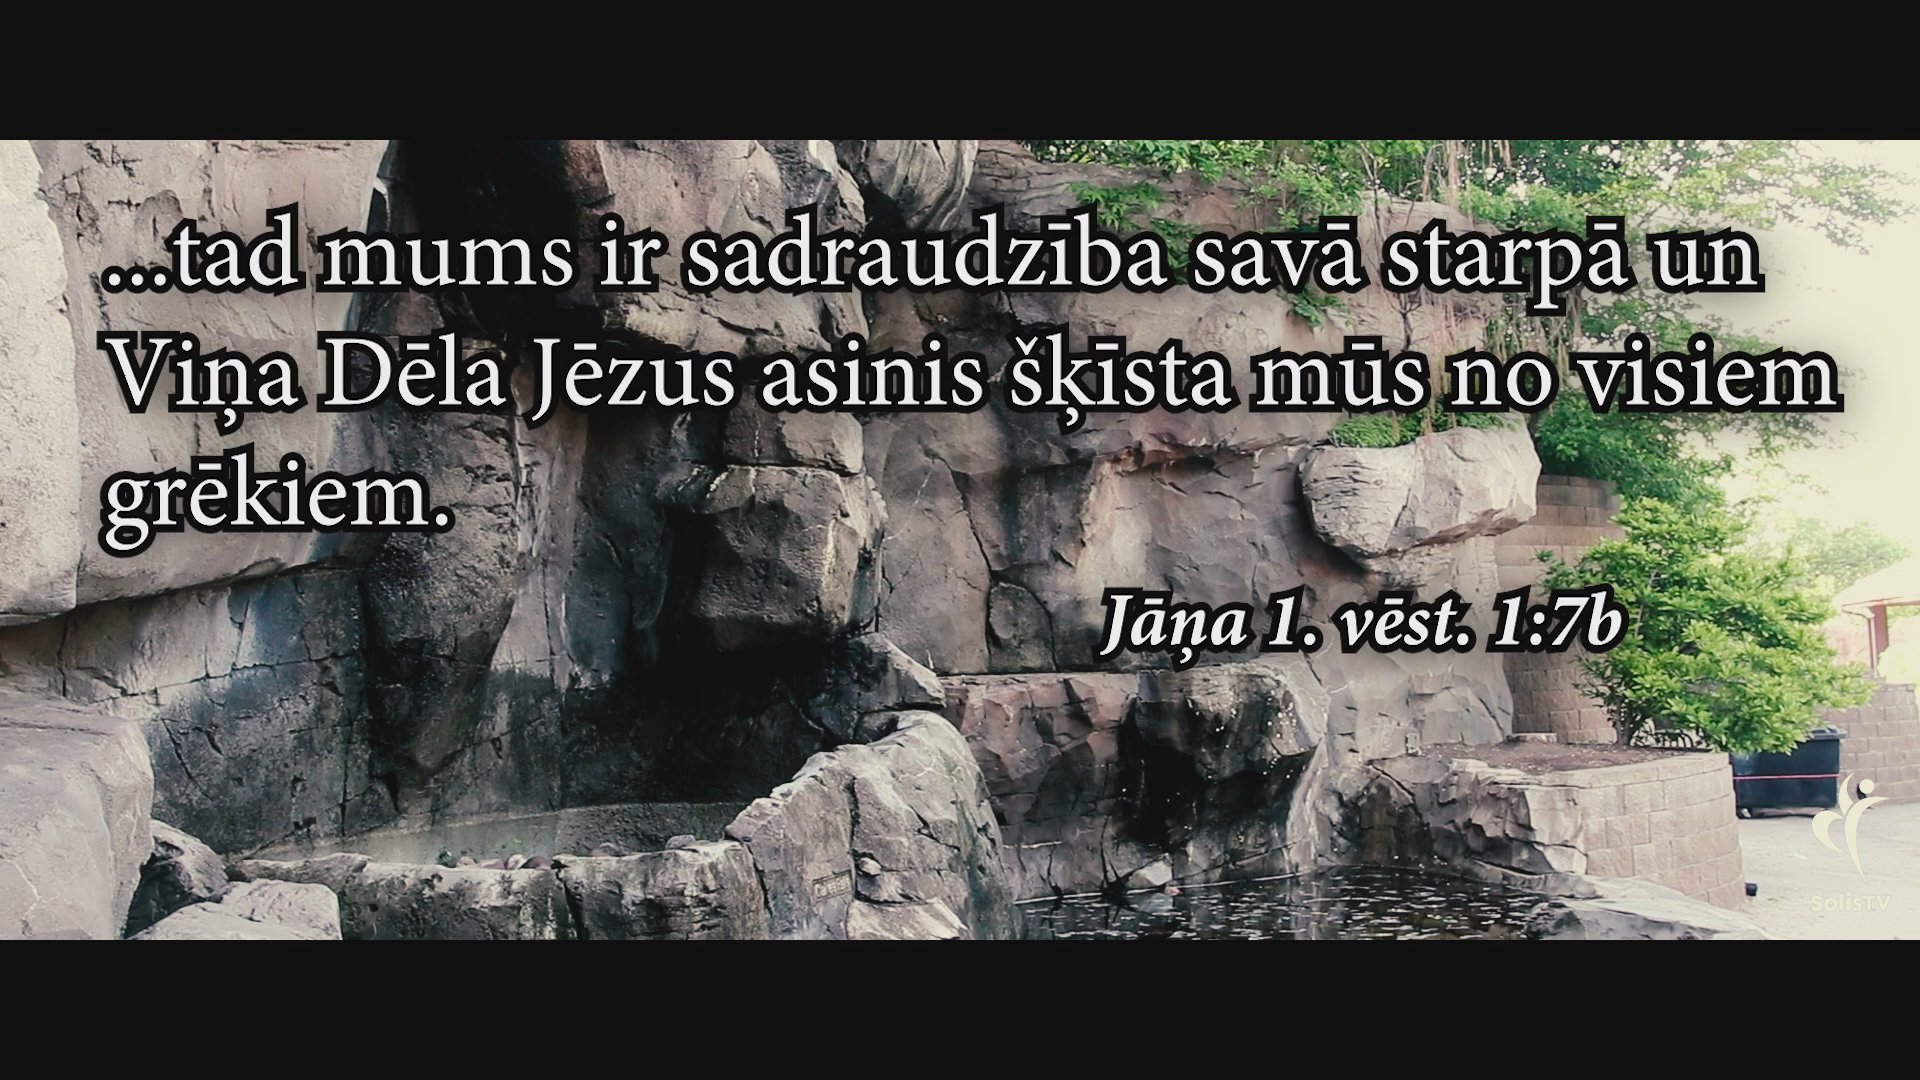 ...tad mums ir sadraudzība savā starpā un
Viņa Dēla Jēzus asinis šķīsta mūs no visiem
grēkiem.
Jāņa 1. vēst. 1:7b
SolisTV